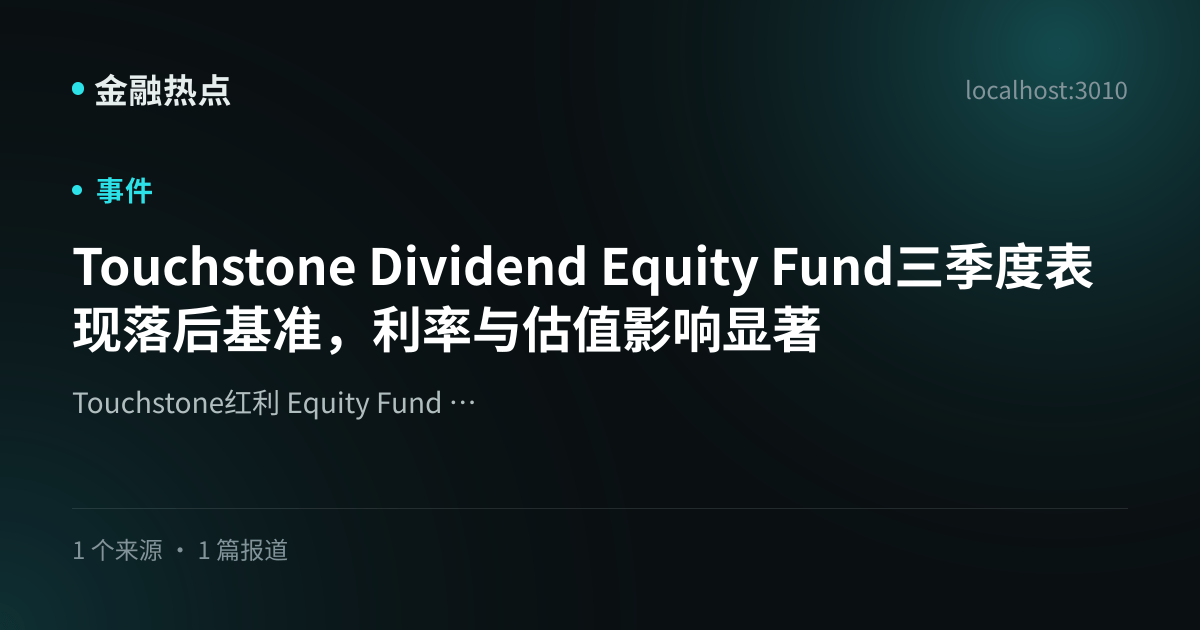 金融热点
localhost:3010
事件
Touchstone Dividend Equity Fund三季度表
现落后基准，利率与估值影响显著
Touchstone红利 Equity Fund …
1 个来源 · 1 篇报道